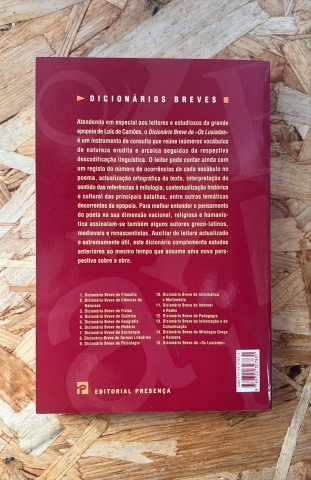 DICIONÁRIOS BREVES
Atendendo em especial aos leitores e estudiosos da grande
epopeia de Luís de Camões, o Dicionário Breve de «Os Lusíadas»
é um instrumento de consulta que reúne inúmeros vocábulos
de natureza erudita e arcaica seguidos da respectiva
descodificação linguística. O leitor pode contar ainda com
um registo do número de ocorrências de cada vocábulo no
poema, actualização ortográfica do texto, interpretação do
sentido das referências à mitologia, contextualização histórica
e cultural das principais batalhas, entre outras temáticas
decorrentes da epopeia. Para melhor entender o pensamento
do poeta na sua dimensão nacional, religiosa e humanís-
tica assinalam-se também alguns autores greco-latinos,
medievais e renascentistas. Auxiliar de leitura actualizada
e extremamente útil, este dicionário complementa estudos
anteriores ao mesmo tempo que assume uma nova pers-
pectiva sobre a obra.
1. Dicionário Breve de Filosofia
2. Dicionário Breve de Ciências da
Natureza
3. Dicionário Breve de Física
4. Dicionário Breve de Química
5. Dicionário Breve de Geografia
6. Dicionário Breve de História
7. Dicionário Breve de Sociologia
8. Dicionário Breve de Termos Literários
9. Dicionário Breve de Psicologia
10. Dicionário Breve de Informática
e Multimédia
11. Dicionário Breve da Internet
e Redes
12. Dicionário Breve de Pedagogia
13. Dicionário Breve da Informação e da
Comunicação
14. Dicionário Breve de Mitologia Grega
e Romana
15. Dicionário Breve de «Os Lusíadas»
EDITORIAL PRESENÇA